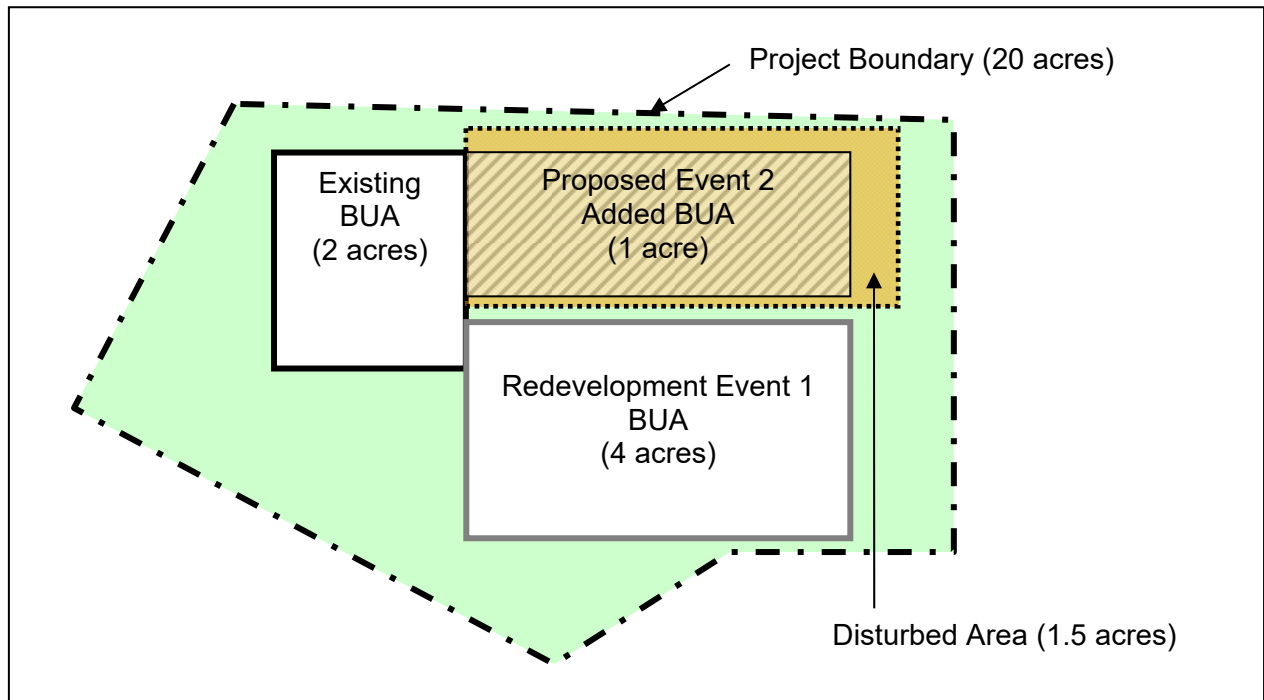 Project Boundary (20 acres)
Existing
BUA
(2 acres)
Proposed Event 2
Added BUA
(1 acre)
Redevelopment Event 1
BUA
(4 acres)
Disturbed Area (1.5 acres)